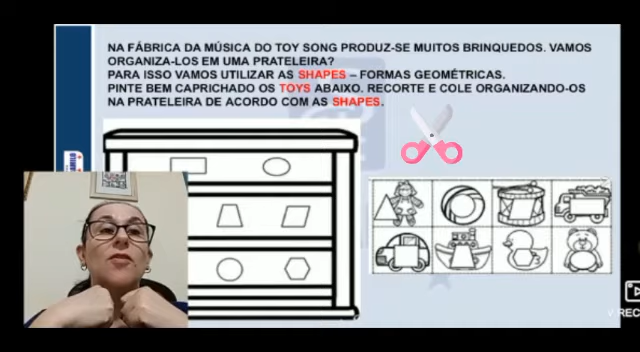 NA FÁBRICA DA MÚSICA DO TOY SONG PRODUZ-SE MUITOS BRINQUEDOS. VAMOS
ORGANIZA-LOS EM UMA PRATELEIRA?
PARA ISSO VAMOS UTILIZAR AS SHAPES – FORMAS GEOMÉTRICAS.
PINTE BEM CAPRICHADO OS TOYS ABAIXO. RECORTE E COLE ORGANIZANDO-OS
NA PRATELEIRA DE ACORDO COM AS SHAPES.
REC